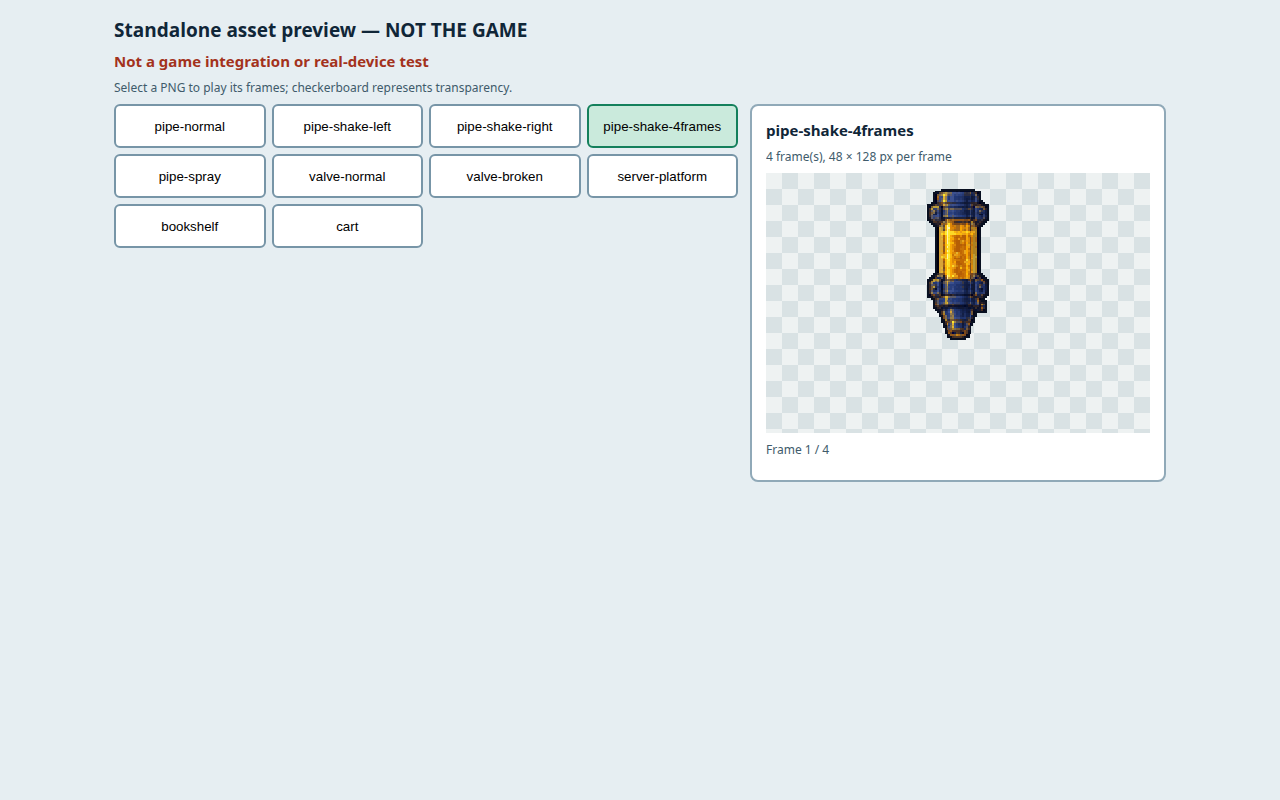 Standalone asset preview — NOT THE GAME
Not a game integration or real-device test
Select a PNG to play its frames; checkerboard represents transparency.
pipe-normal
pipe-shake-left
pipe-shake-right
pipe-shake-4frames
pipe-spray
valve-normal
valve-broken
server-platform
bookshelf
cart
pipe-shake-4frames
4 frame(s), 48 × 128 px per frame
Frame 1 / 4